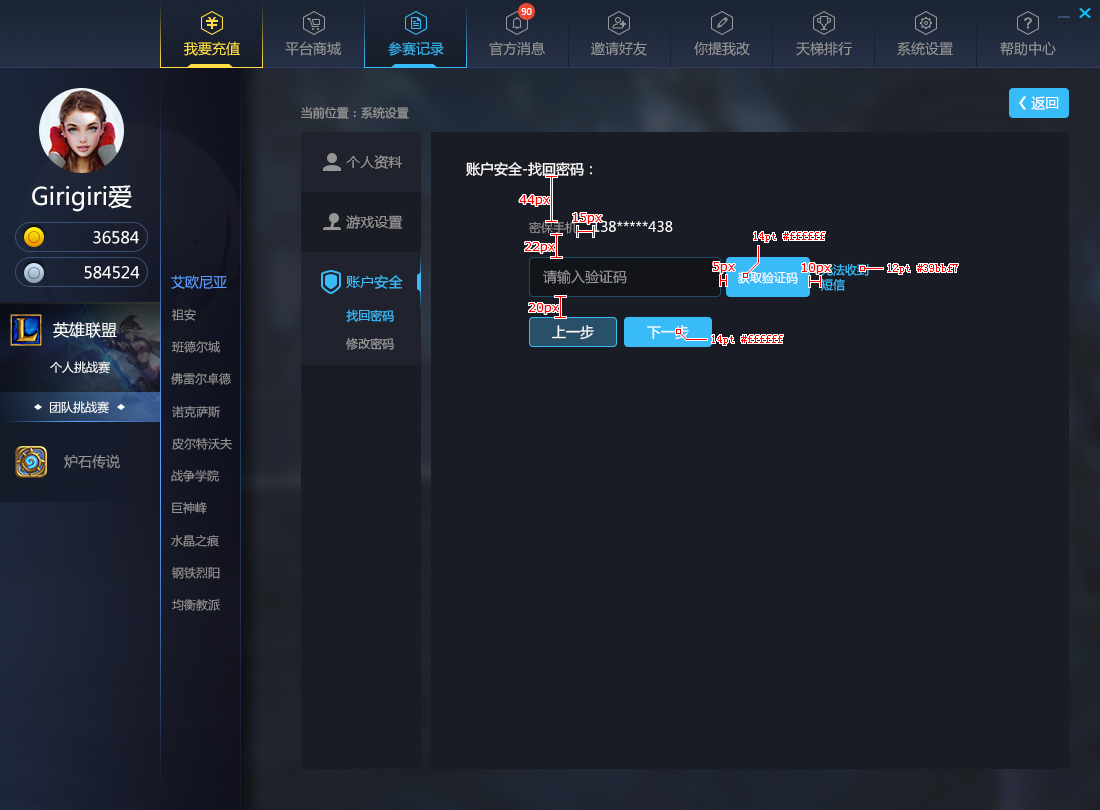 我要充值
平台商城
参赛记录
90
官方消息
邀请好友
你提我改
天梯排行
系统设置
帮助中心
Girigiri爱
36584
584524
英雄联盟
个人挑战赛
团队挑战赛
炉石传说
艾欧尼亚
祖安
班德尔城
佛雷尔卓德
诺克萨斯
皮尔特沃夫
战争学院
巨神峰
水晶之痕
钢铁烈阳
均衡教派
当前位置：系统设置
返回
个人资料
游戏设置
账户安全
找回密码
修改密码
账户安全-找回密码：
44px
15px
密保手机
138*****438
22px
14pt #ffffff
请输入验证码
5px
获取验证码
10px
法收到
短信
12pt #39bbf7
20px
上一步
下一步
14pt #ffffff